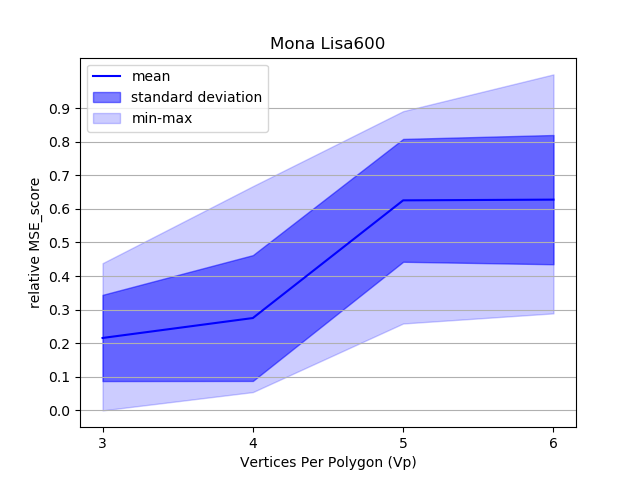 Mona Lisa600
mean
standard deviation
min-max
relative MSE_score
0.9
0.8
0.7
0.6
0.5
0.4
0.3
0.2
0.1
0.0
3 4 5 6
Vertices Per Polygon (Vp)